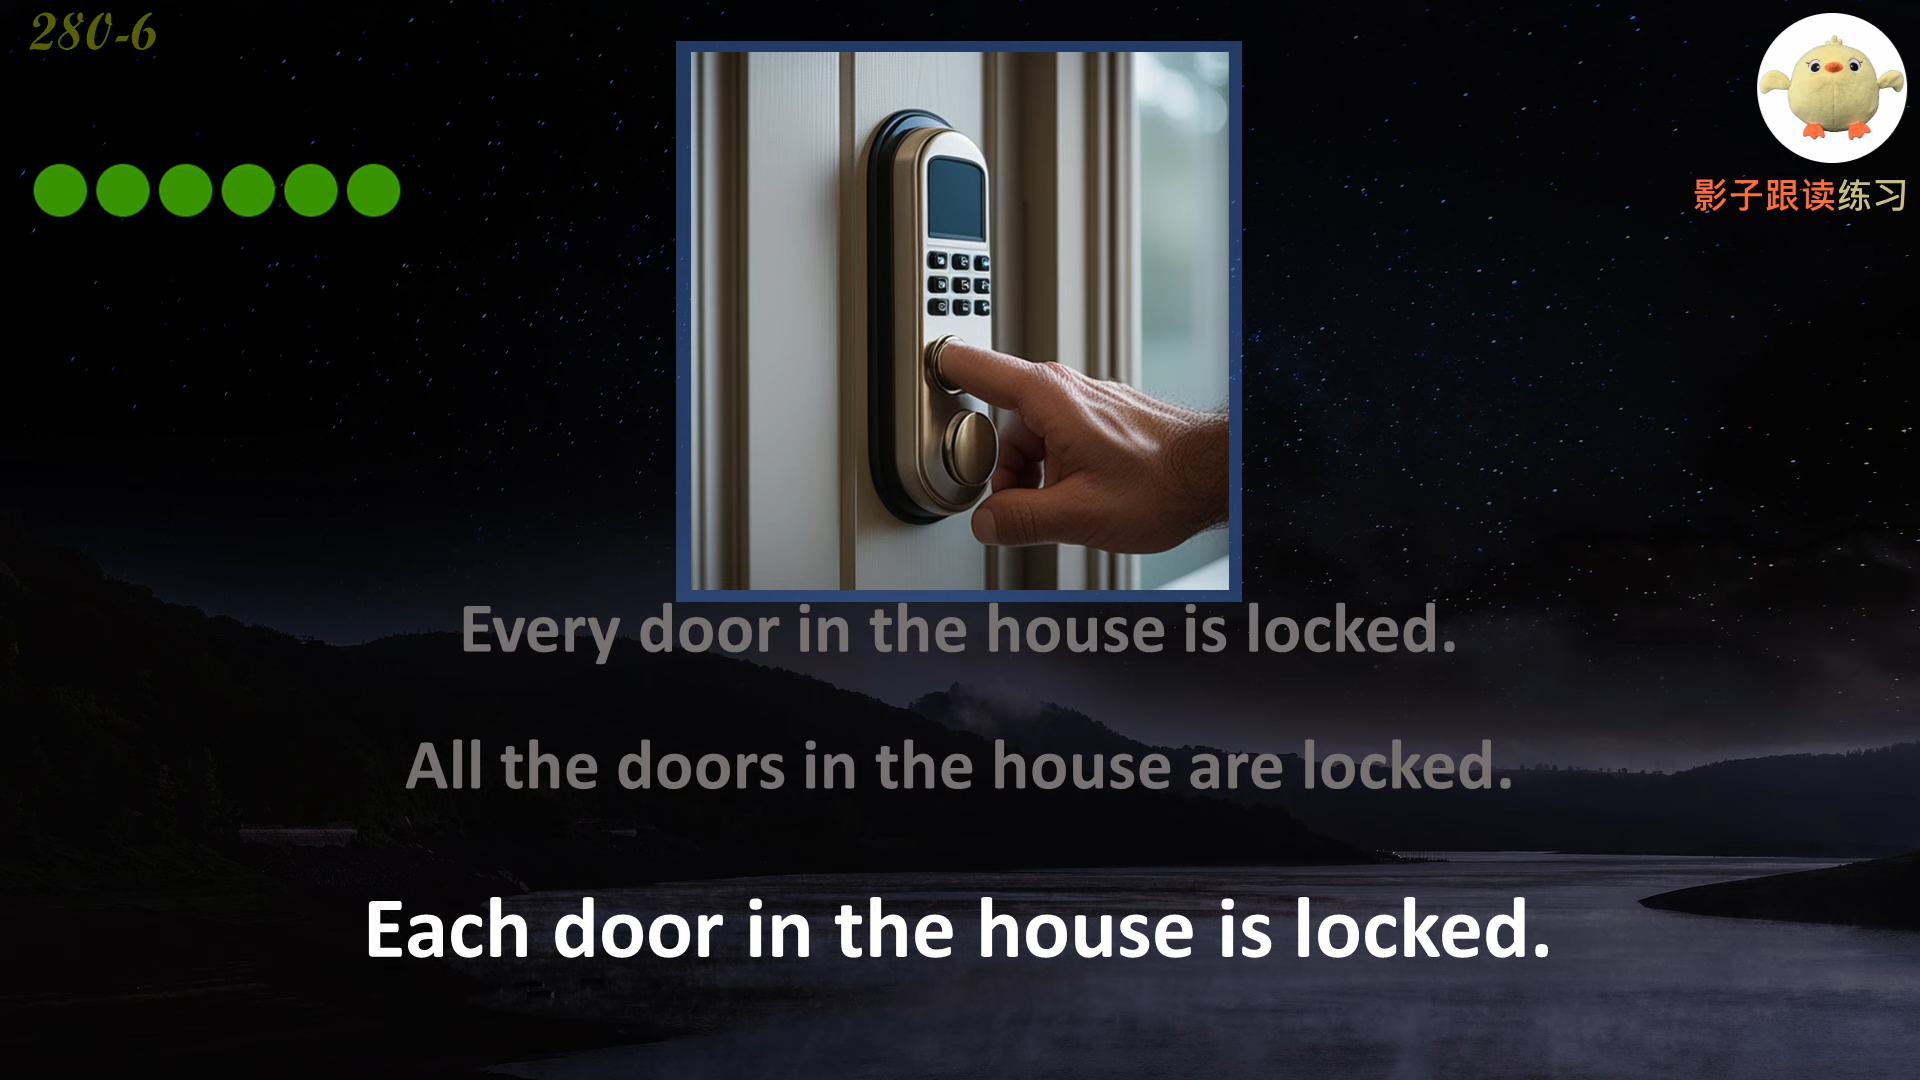 280-6
影子跟读练习
Every door in the house is locked.
All the doors in the house are locked.
Each door in the house is locked.